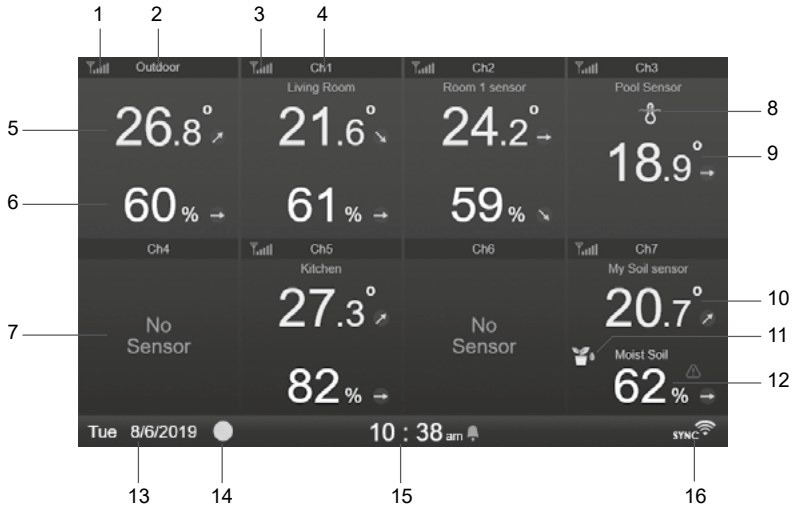 1 2 3 4
Outdoor Ch1 Ch2 Ch3
Living Room Room 1 sensor Pool Sensor
5 26.8° 21.6° 24.2° 8
18.9° 9
6 60% 61% 59%
Ch4 Ch5 Ch6 Ch7
Kitchen My Soil sensor
27.3° 20.7° 10
7 No Sensor No Sensor 11
Moist Soil
82% 62% 12
Tue 8/6/2019 10 : 38 am SYNC
13 14 15 16